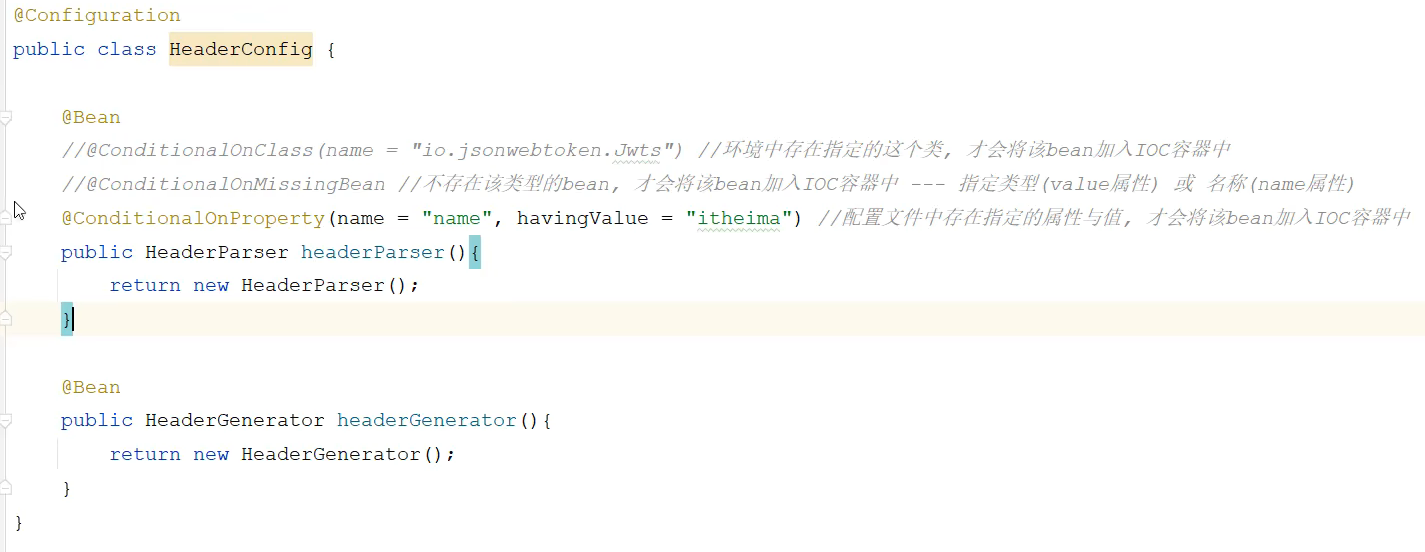 @Configuration
public class HeaderConfig {
@Bean
//@ConditionalOnClass(name = "io.jsonwebtoken.Jwts") //环境中存在指定的这个类, 才会将该bean加入IOC容器中
//@ConditionalOnMissingBean //不存在该类型的bean, 才会将该bean加入IOC容器中 --- 指定类型(value属性) 或 名称(name属性)
@ConditionalOnProperty(name = "name", havingValue = "itheima") //配置文件中存在指定的属性与值, 才会将该bean加入IOC容器中
public HeaderParser headerParser(){
return new HeaderParser();
}
@Bean
public HeaderGenerator headerGenerator(){
return new HeaderGenerator();
}
}